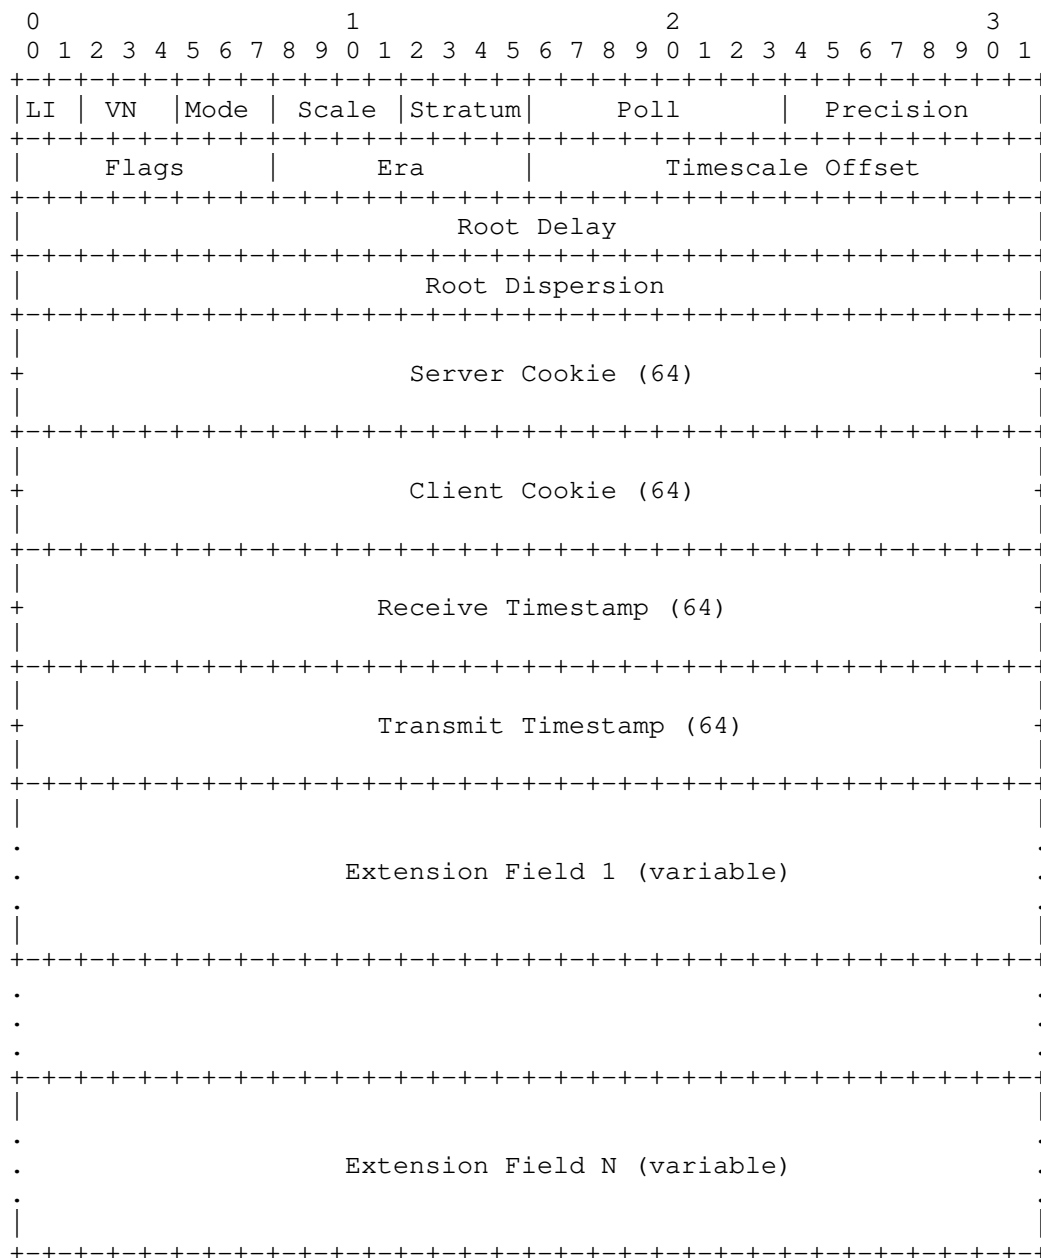 0                   1                   2                   3
 0 1 2 3 4 5 6 7 8 9 0 1 2 3 4 5 6 7 8 9 0 1 2 3 4 5 6 7 8 9 0 1
+-+-+-+-+-+-+-+-+-+-+-+-+-+-+-+-+-+-+-+-+-+-+-+-+-+-+-+-+-+-+-+-+
|LI | VN  |Mode | Scale |Stratum|     Poll      |  Precision    |
+-+-+-+-+-+-+-+-+-+-+-+-+-+-+-+-+-+-+-+-+-+-+-+-+-+-+-+-+-+-+-+-+
|     Flags     |      Era      |        Timescale Offset       |
+-+-+-+-+-+-+-+-+-+-+-+-+-+-+-+-+-+-+-+-+-+-+-+-+-+-+-+-+-+-+-+-+
|                           Root Delay                          |
+-+-+-+-+-+-+-+-+-+-+-+-+-+-+-+-+-+-+-+-+-+-+-+-+-+-+-+-+-+-+-+-+
|                         Root Dispersion                       |
+-+-+-+-+-+-+-+-+-+-+-+-+-+-+-+-+-+-+-+-+-+-+-+-+-+-+-+-+-+-+-+-+
|                                                               |
+                        Server Cookie (64)                     +
|                                                               |
+-+-+-+-+-+-+-+-+-+-+-+-+-+-+-+-+-+-+-+-+-+-+-+-+-+-+-+-+-+-+-+-+
|                                                               |
+                        Client Cookie (64)                     +
|                                                               |
+-+-+-+-+-+-+-+-+-+-+-+-+-+-+-+-+-+-+-+-+-+-+-+-+-+-+-+-+-+-+-+-+
|                                                               |
+                      Receive Timestamp (64)                   +
|                                                               |
+-+-+-+-+-+-+-+-+-+-+-+-+-+-+-+-+-+-+-+-+-+-+-+-+-+-+-+-+-+-+-+-+
|                                                               |
+                      Transmit Timestamp (64)                  +
|                                                               |
+-+-+-+-+-+-+-+-+-+-+-+-+-+-+-+-+-+-+-+-+-+-+-+-+-+-+-+-+-+-+-+-+
|                                                               |
.                                                               .
.                    Extension Field 1 (variable)               .
.                                                               .
|                                                               |
+-+-+-+-+-+-+-+-+-+-+-+-+-+-+-+-+-+-+-+-+-+-+-+-+-+-+-+-+-+-+-+-+
.                                                               .
.                                                               .
.                                                               .
+-+-+-+-+-+-+-+-+-+-+-+-+-+-+-+-+-+-+-+-+-+-+-+-+-+-+-+-+-+-+-+-+
|                                                               |
.                                                               .
.                    Extension Field N (variable)               .
.                                                               .
|                                                               |
+-+-+-+-+-+-+-+-+-+-+-+-+-+-+-+-+-+-+-+-+-+-+-+-+-+-+-+-+-+-+-+-+